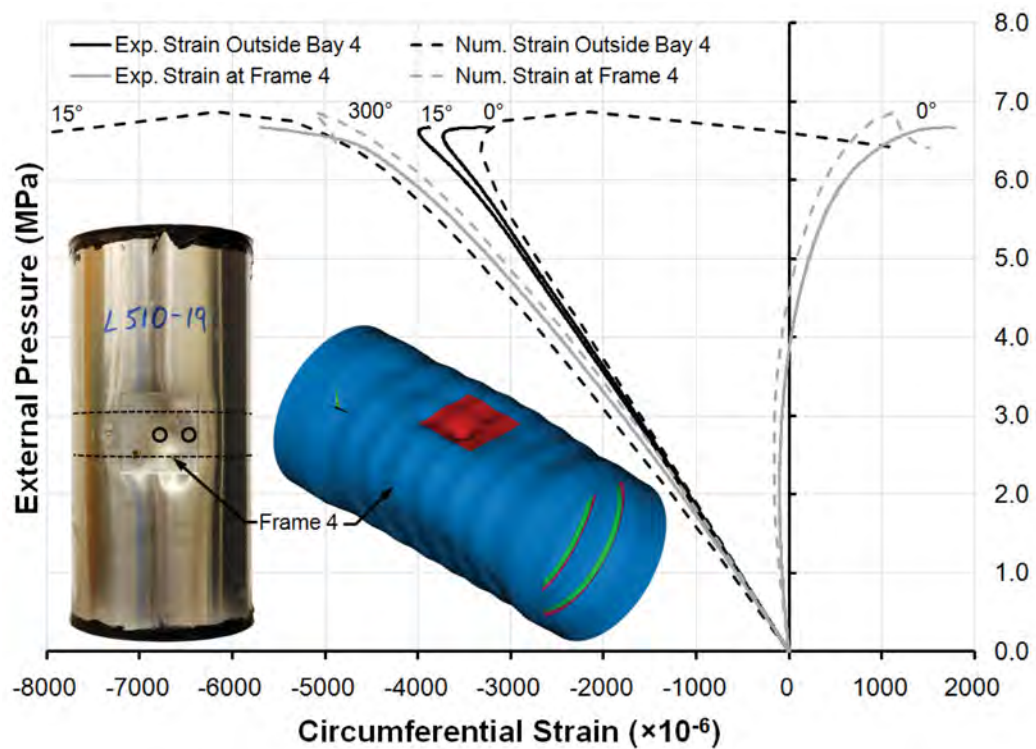 8.0
Exp. Strain Outside Bay 4
Num. Strain Outside Bay 4
Exp. Strain at Frame 4
Num. Strain at Frame 4
15°
300°
15°
0°
0°
7.0
6.0
5.0
4.0
3.0
2.0
1.0
0.0
External Pressure (MPa)
L510-19
Frame 4
-8000 -7000 -6000 -5000 -4000 -3000 -2000 -1000 0 1000 2000
Circumferential Strain (×10⁻⁶)